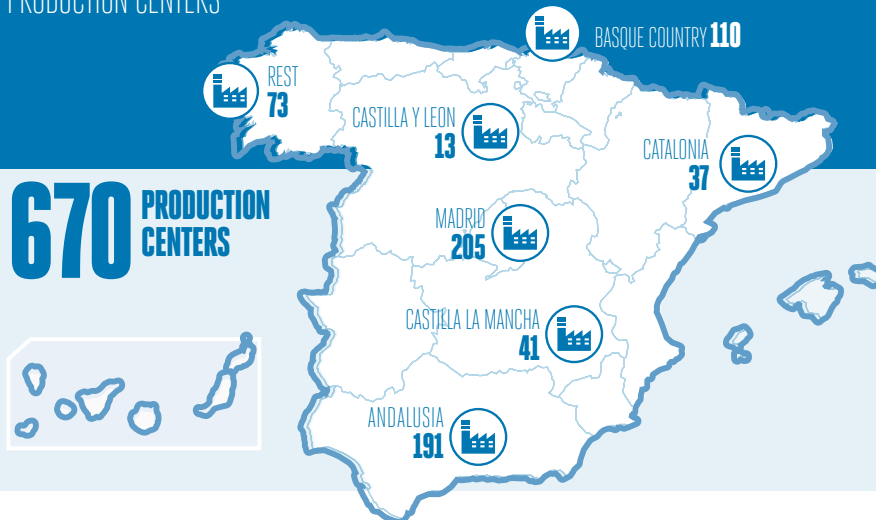 PRODUCTION CENTERS
BASQUE COUNTRY 110
REST
73
CASTILLA Y LEON
13
CATALONIA
37
670 PRODUCTION
CENTERS
MADRID
205
CASTILLA LA MANCHA
41
ANDALUSIA
191